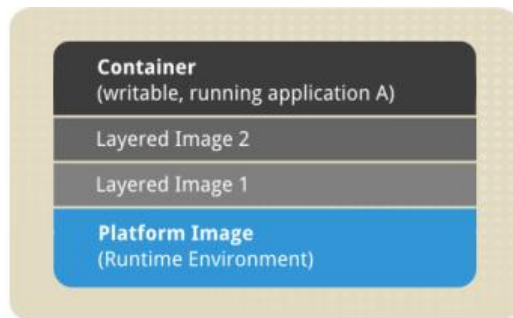 Container
(writable, running application A)
Layered Image 2
Layered Image 1
Platform Image
(Runtime Environment)